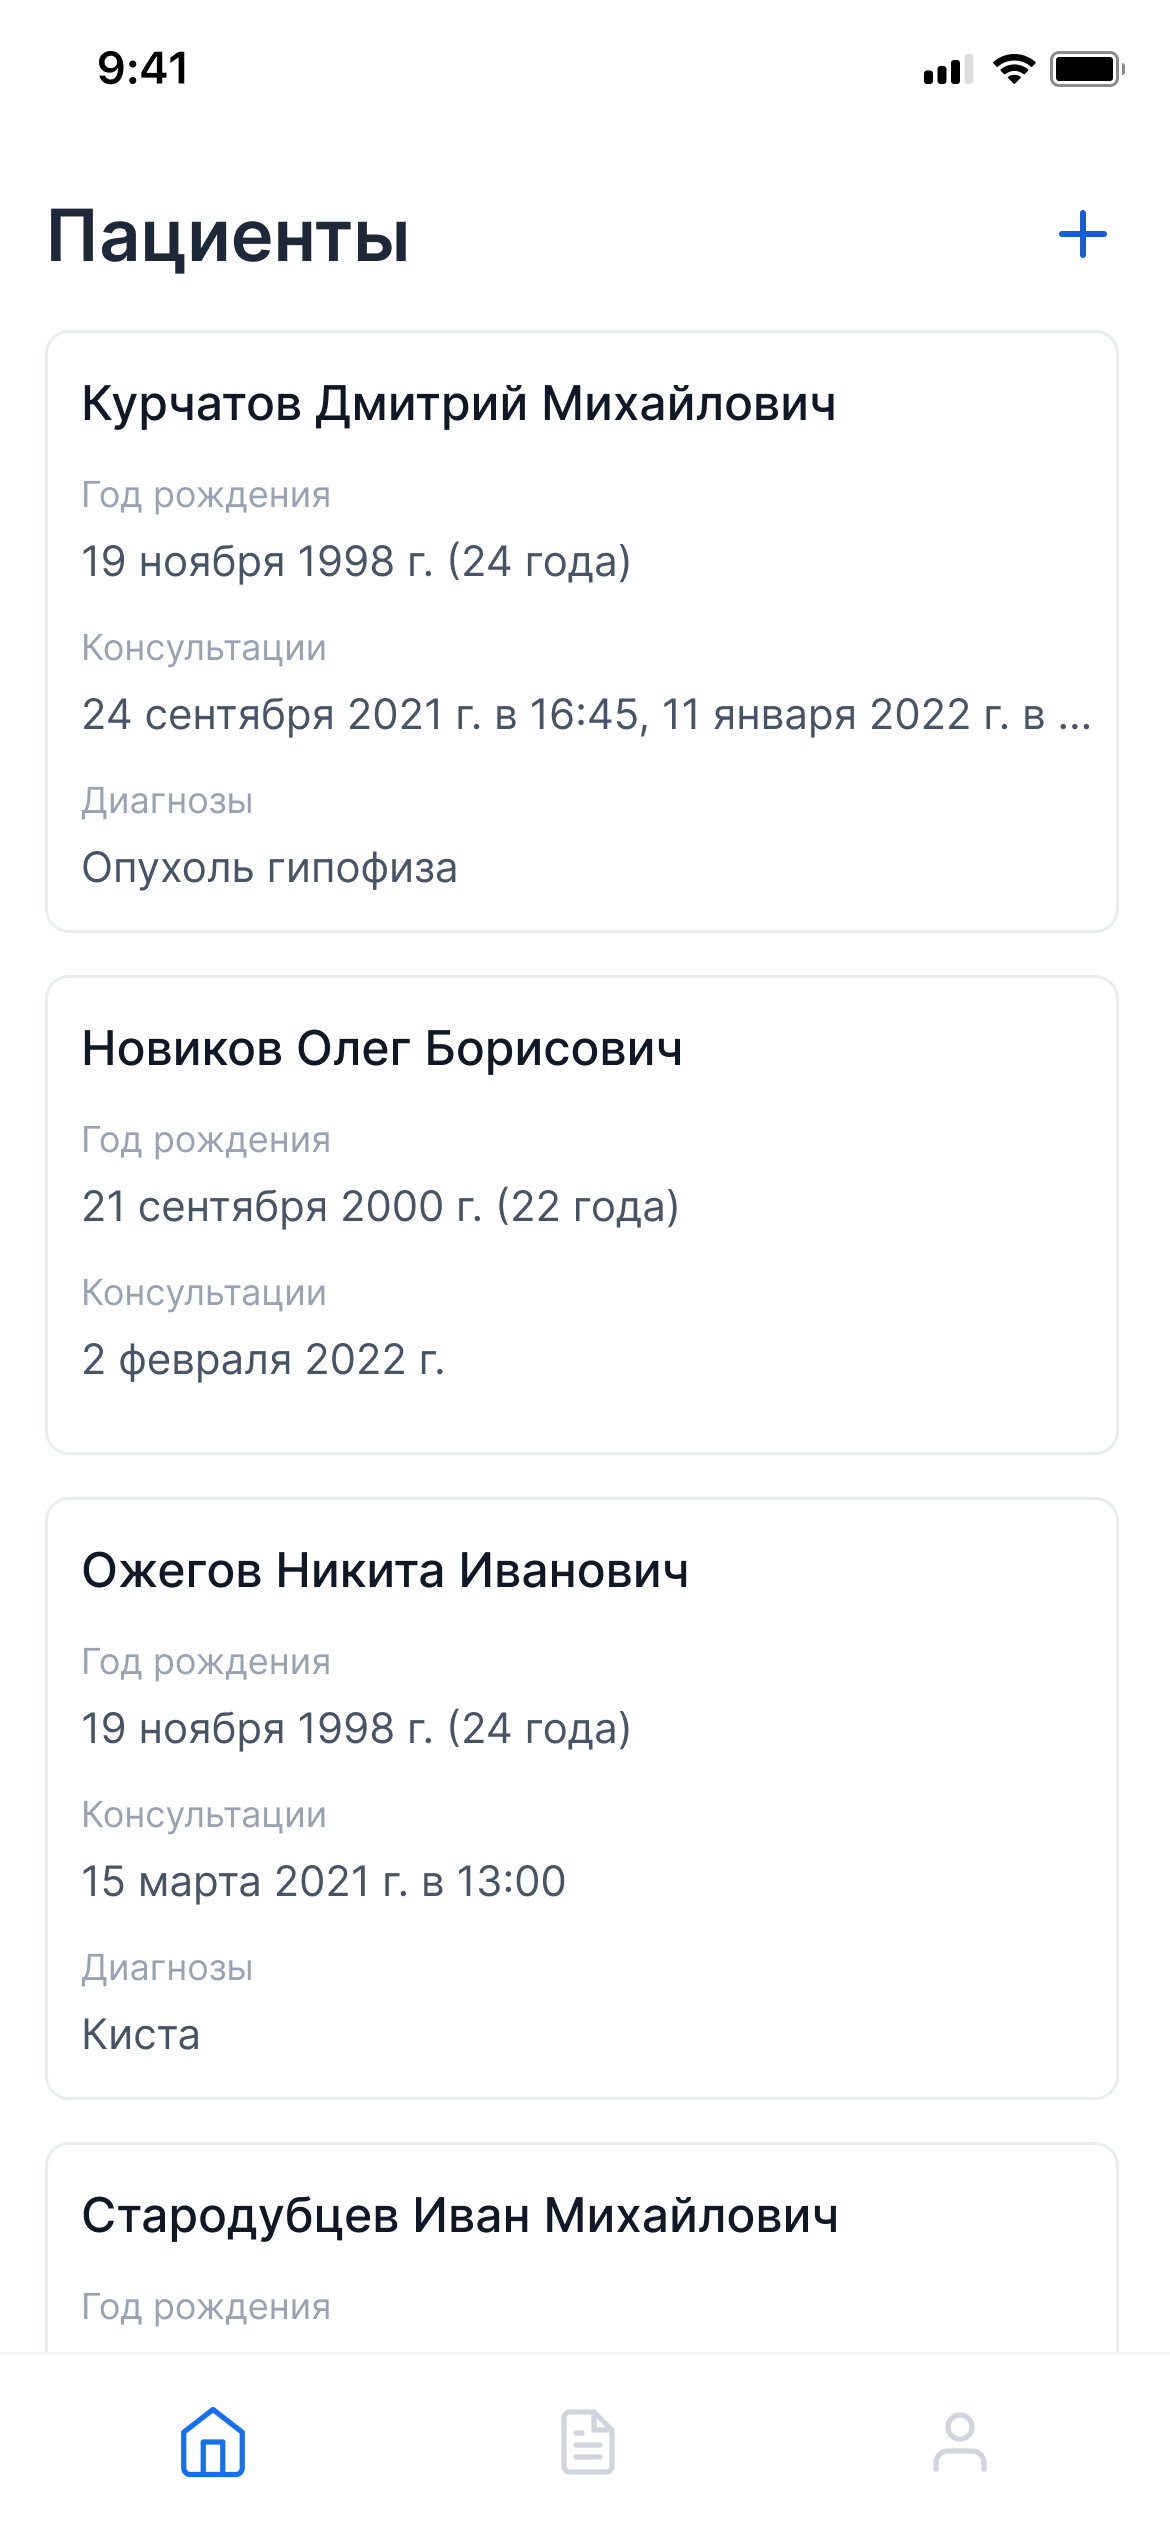 9:41
Пациенты
Курчатов Дмитрий Михайлович
Год рождения
19 ноября 1998 г. (24 года)
Консультации
24 сентября 2021 г. в 16:45, 11 января 2022 г. в ...
Диагнозы
Опухоль гипофиза
Новиков Олег Борисович
Год рождения
21 сентября 2000 г. (22 года)
Консультации
2 февраля 2022 г.
Ожегов Никита Иванович
Год рождения
19 ноября 1998 г. (24 года)
Консультации
15 марта 2021 г. в 13:00
Диагнозы
Киста
Стародубцев Иван Михайлович
Год рождения